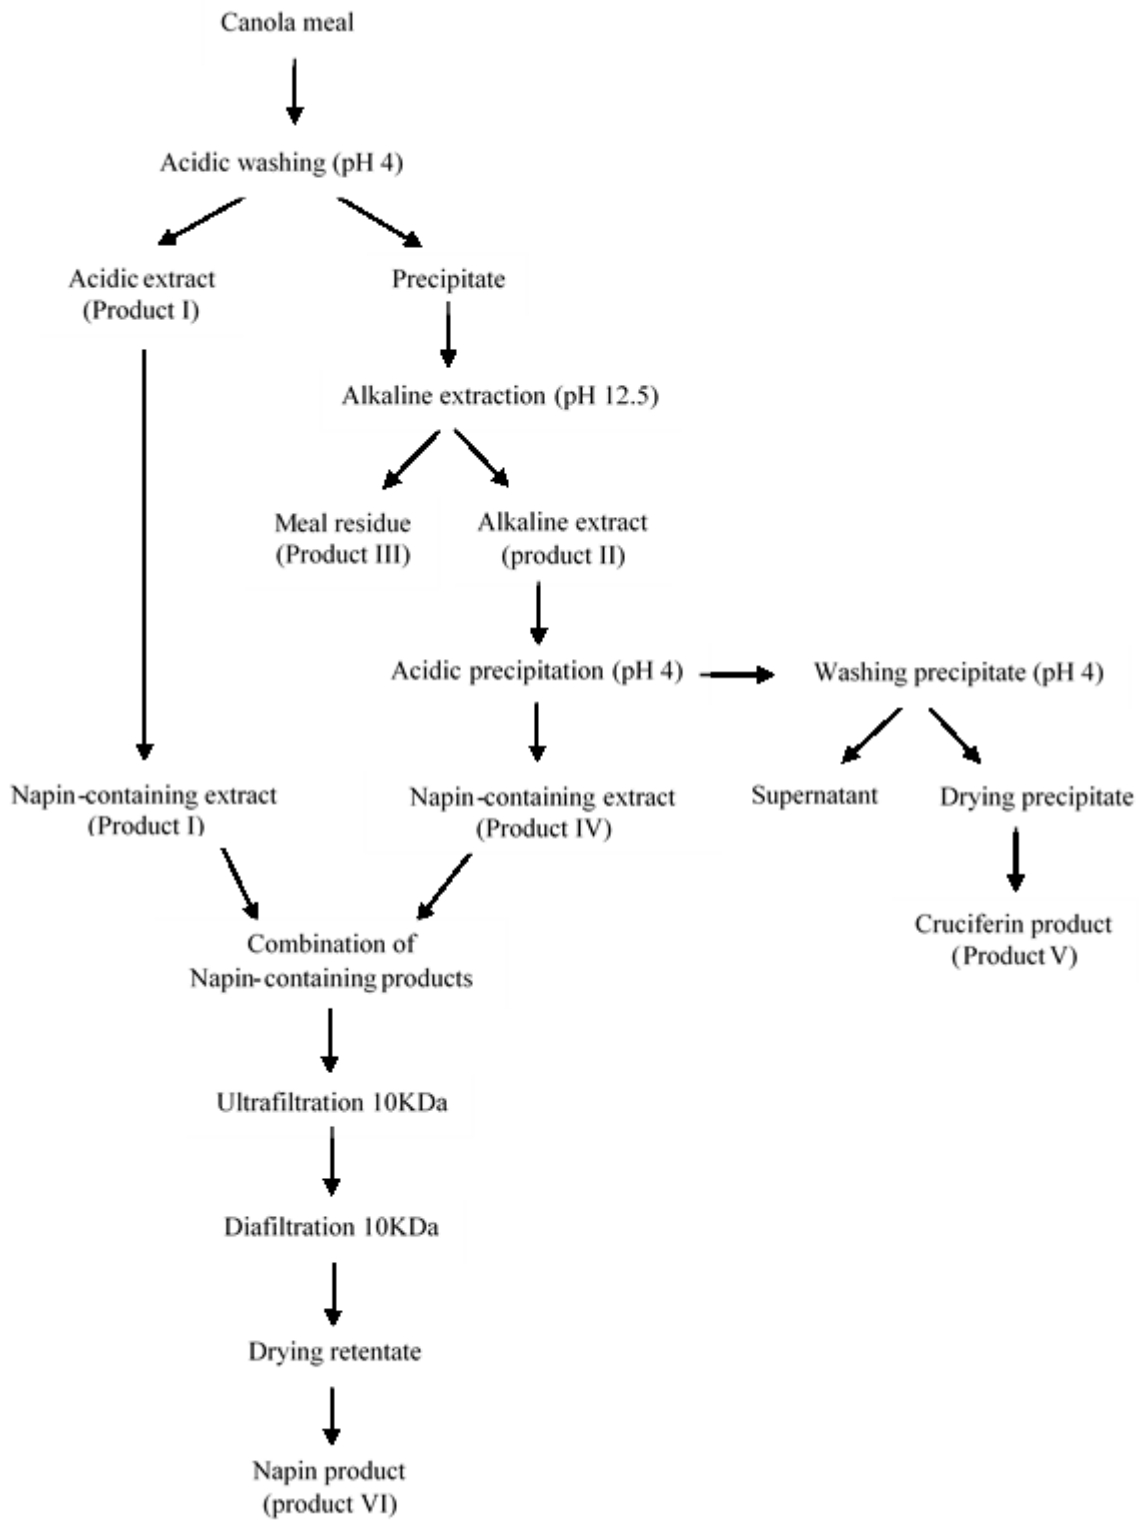 Canola meal
Acidic washing (pH 4)
Acidic extract
(Product I)
Precipitate
Alkaline extraction (pH 12.5)
Meal residue
(Product III)
Alkaline extract
(product II)
Acidic precipitation (pH 4)
Washing precipitate (pH 4)
Napin-containing extract
(Product I)
Napin-containing extract
(Product IV)
Supernatant
Drying precipitate
Cruciferin product
(Product V)
Combination of
Napin-containing products
Ultrafiltration 10KDa
Diafiltration 10KDa
Drying retentate
Napin product
(product VI)